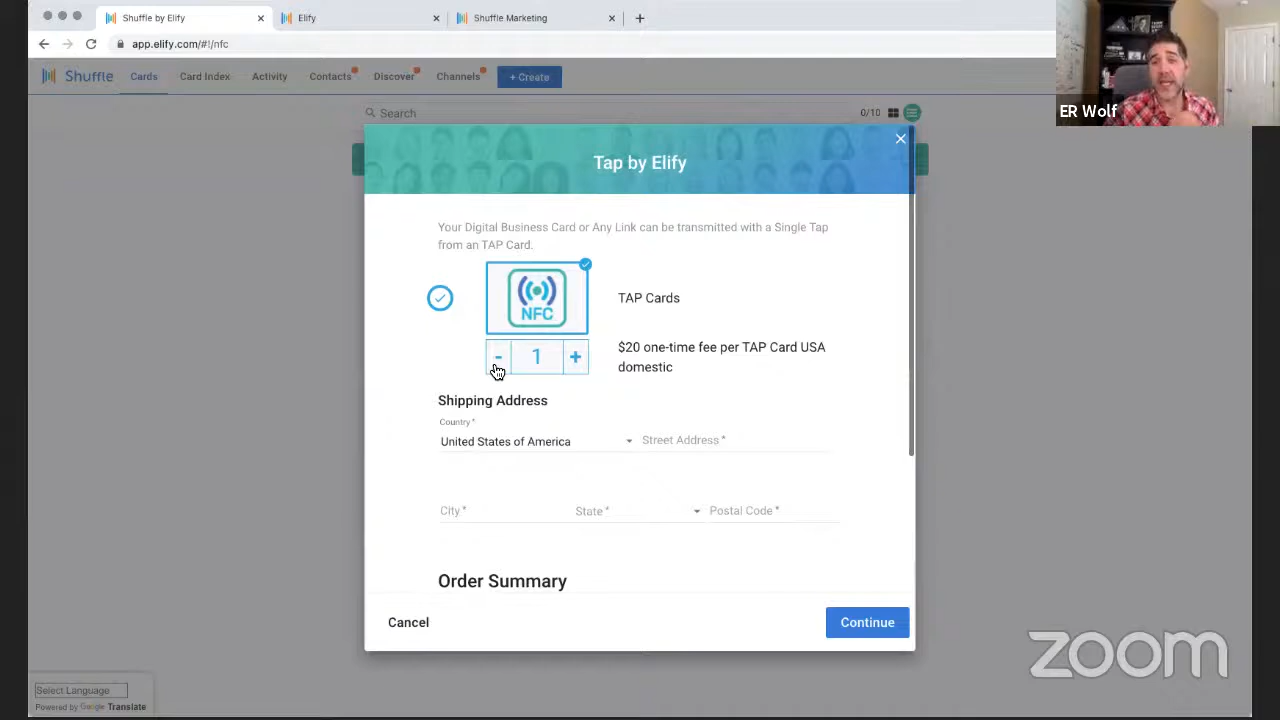 Shuffle by Elify
Elify
Shuffle Marketing
app.elify.com/#!/nfc
Shuffle
Cards
Card Index
Activity
Contacts
Discover
Channels
+ Create
ER Wolf
Search
0/10
Tap by Elify
Your Digital Business Card or Any Link can be transmitted with a Single Tap
from an TAP Card.
NFC
TAP Cards
- 1 +
$20 one-time fee per TAP Card USA
domestic
Shipping Address
Country *
United States of America
Street Address *
City *
State *
Postal Code *
Order Summary
Cancel
Continue
zoom
Select Language
Powered by Google Translate